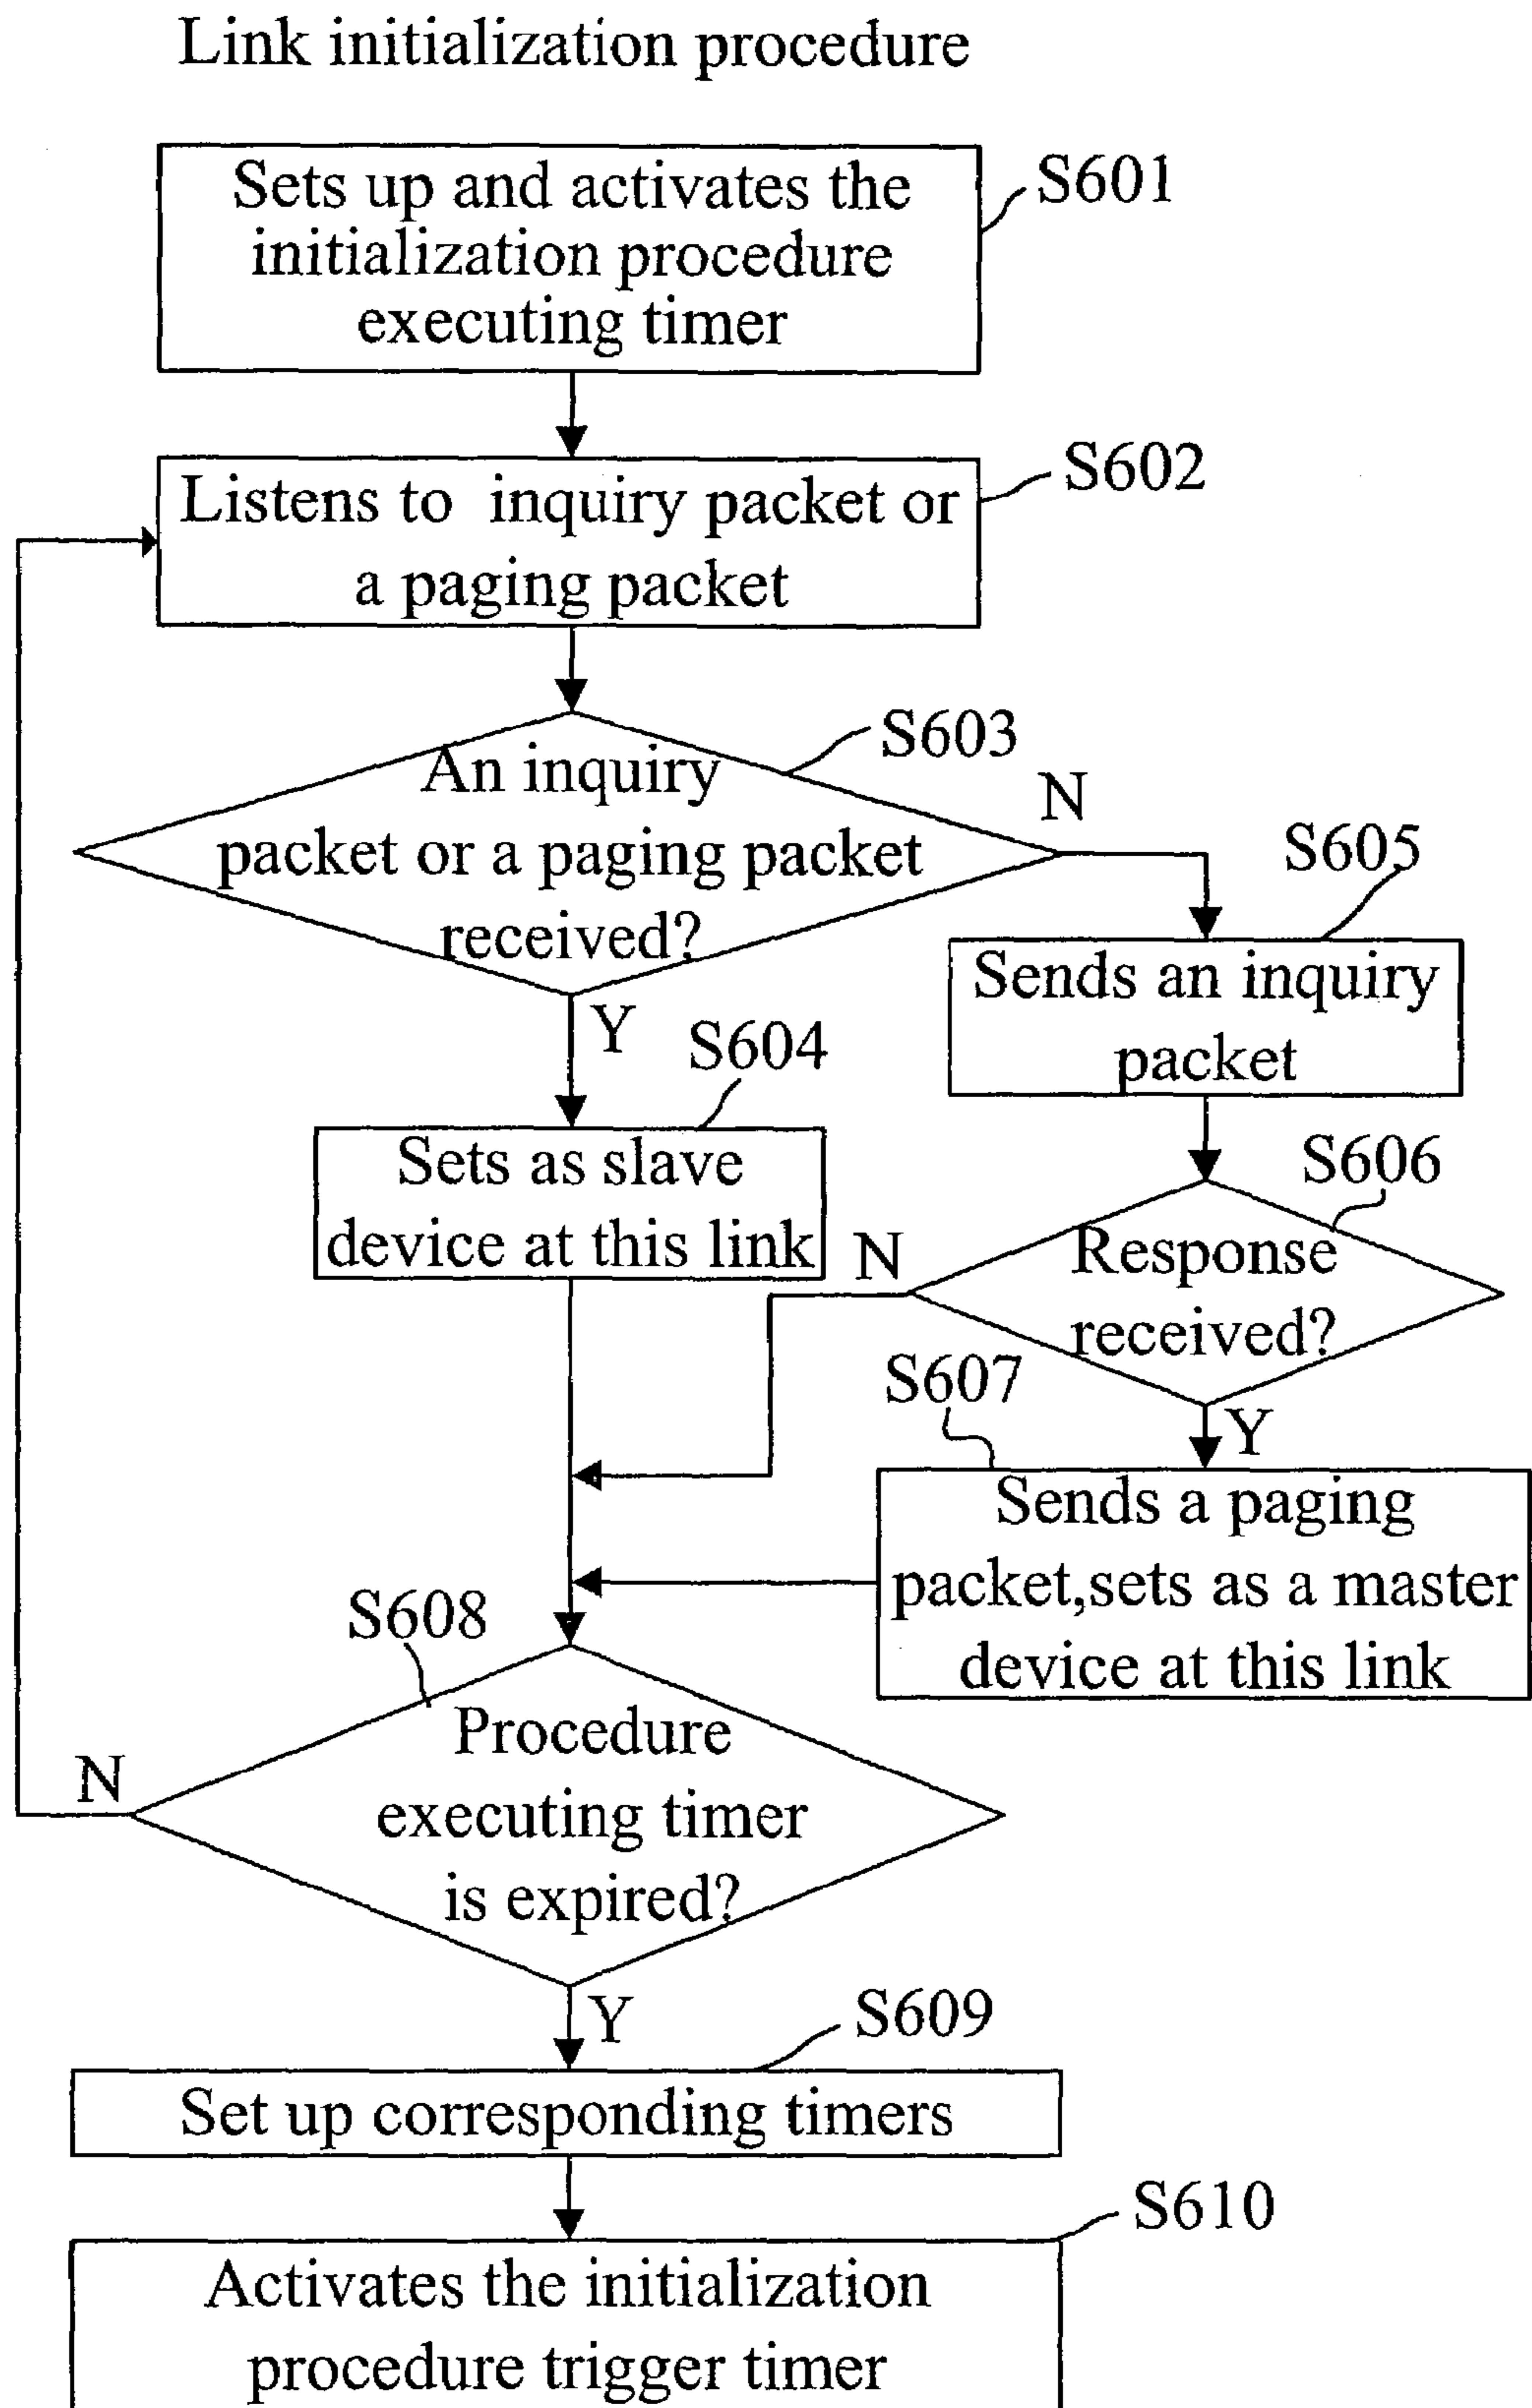 Link initialization procedure
Sets up and activates the
initialization procedure
executing timer
S601
Listens to inquiry packet or
a paging packet
S602
An inquiry
packet or a paging packet
received?
S603
N
S605
Sends an inquiry
packet
Y
S604
Sets as slave
device at this link
S606
Response
received?
N
S607
Y
Sends a paging
packet,sets as a master
device at this link
S608
Procedure
executing timer
is expired?
N
Y
S609
Set up corresponding timers
S610
Activates the initialization
procedure trigger timer